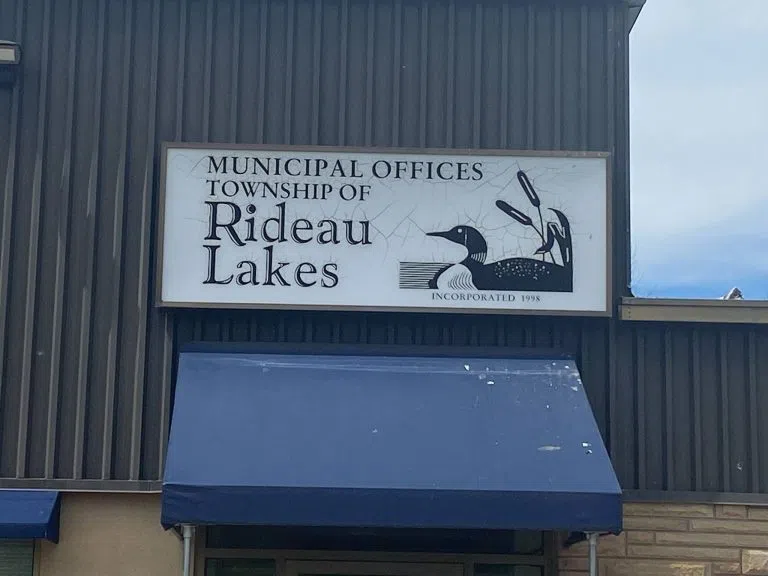 MUNICIPAL OFFICES
TOWNSHIP OF
Rideau
Lakes
INCORPORATED 1998